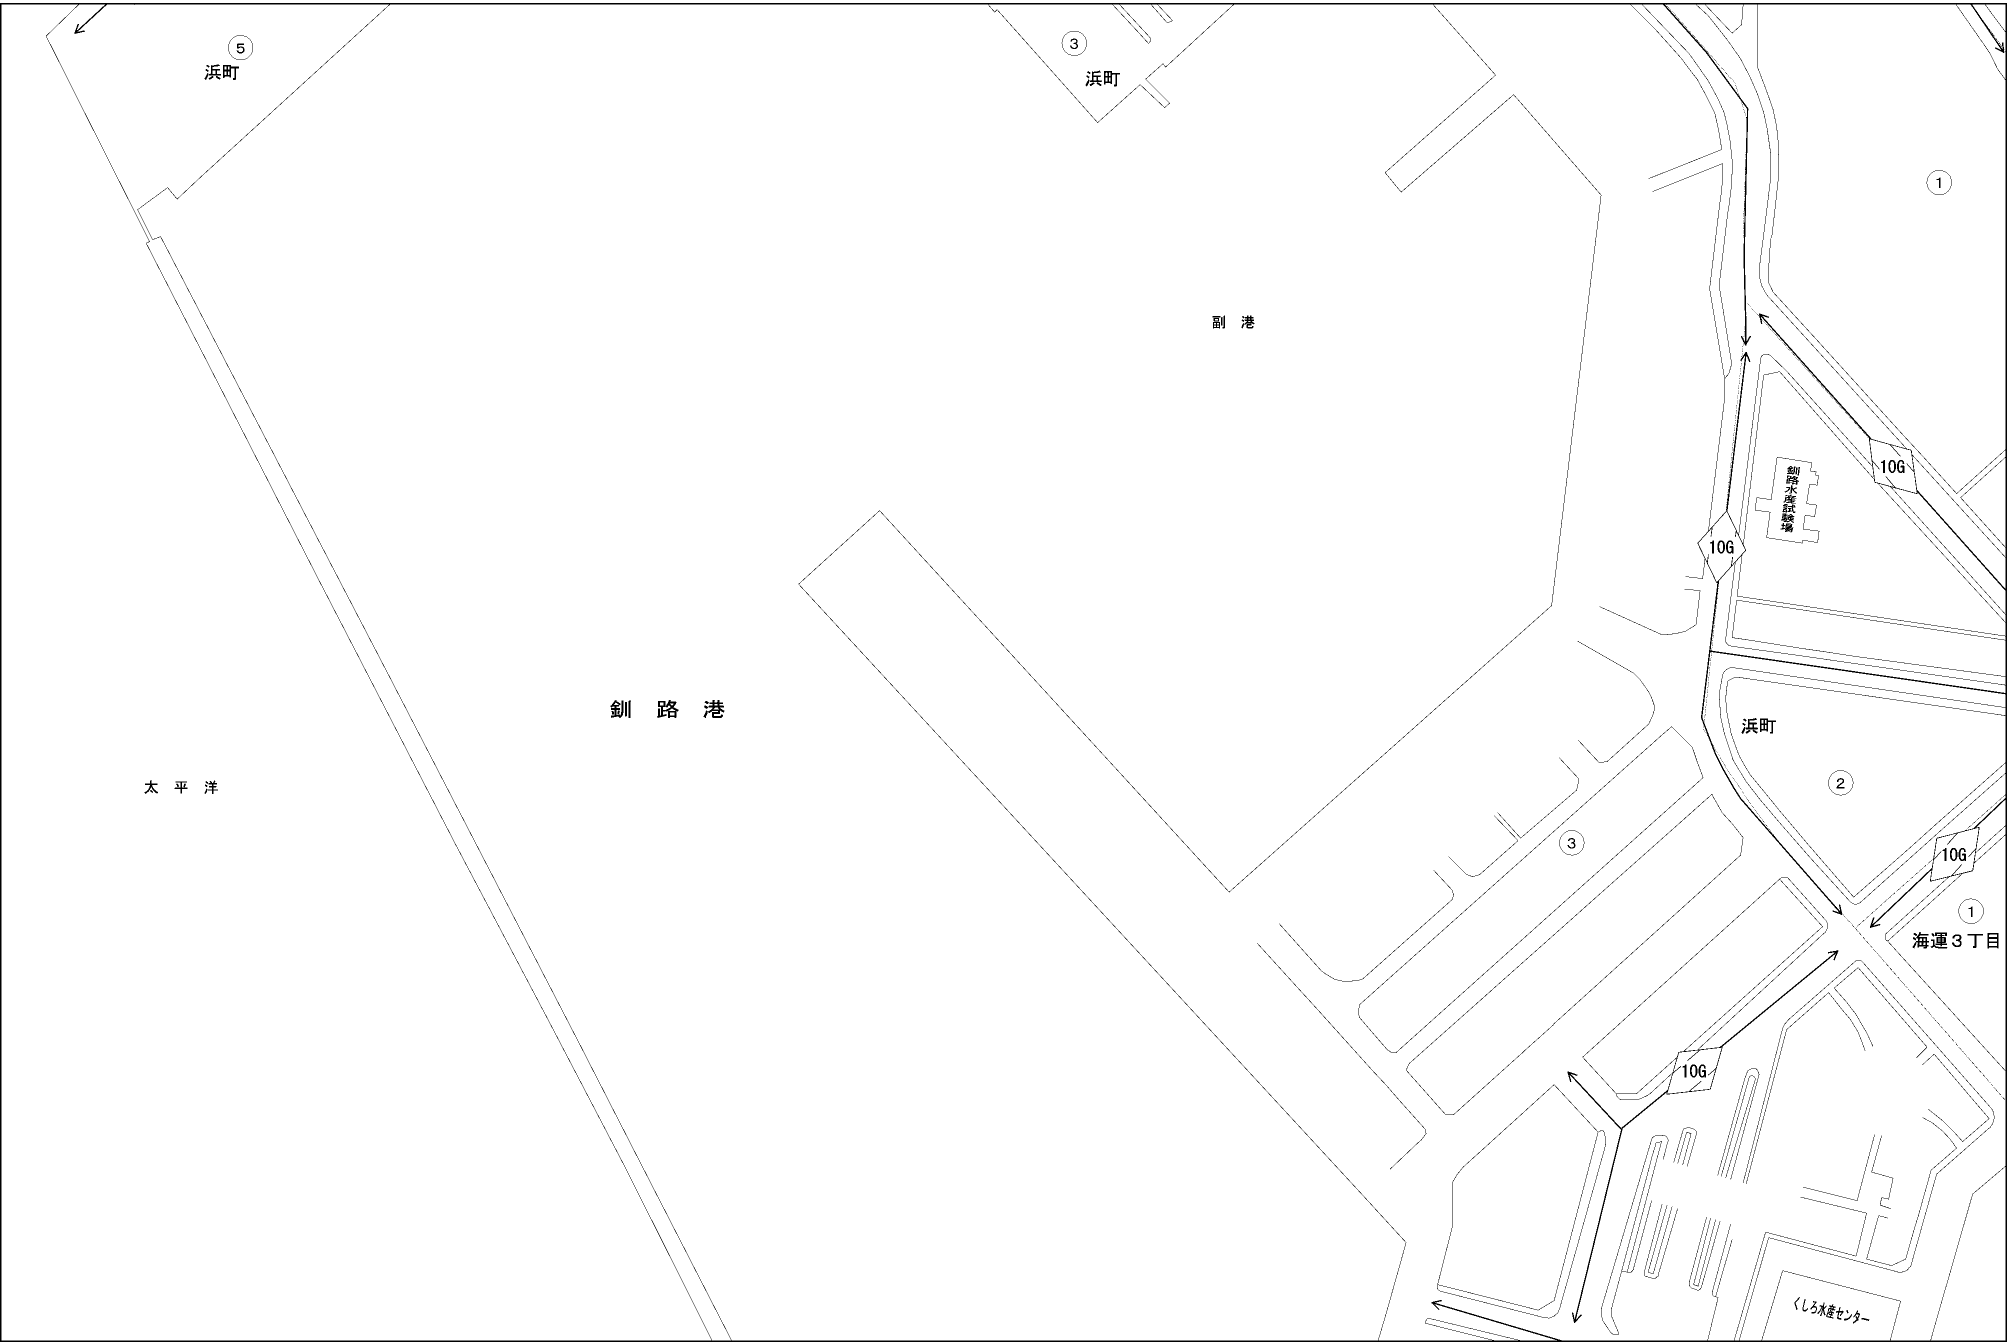 ⑤
浜町
③
浜町
①
副 港
10G
釧路水産試験場
10G
釧 路 港
浜町
太 平 洋
②
③
10G
①
海運3丁目
10G
くしろ水産センター